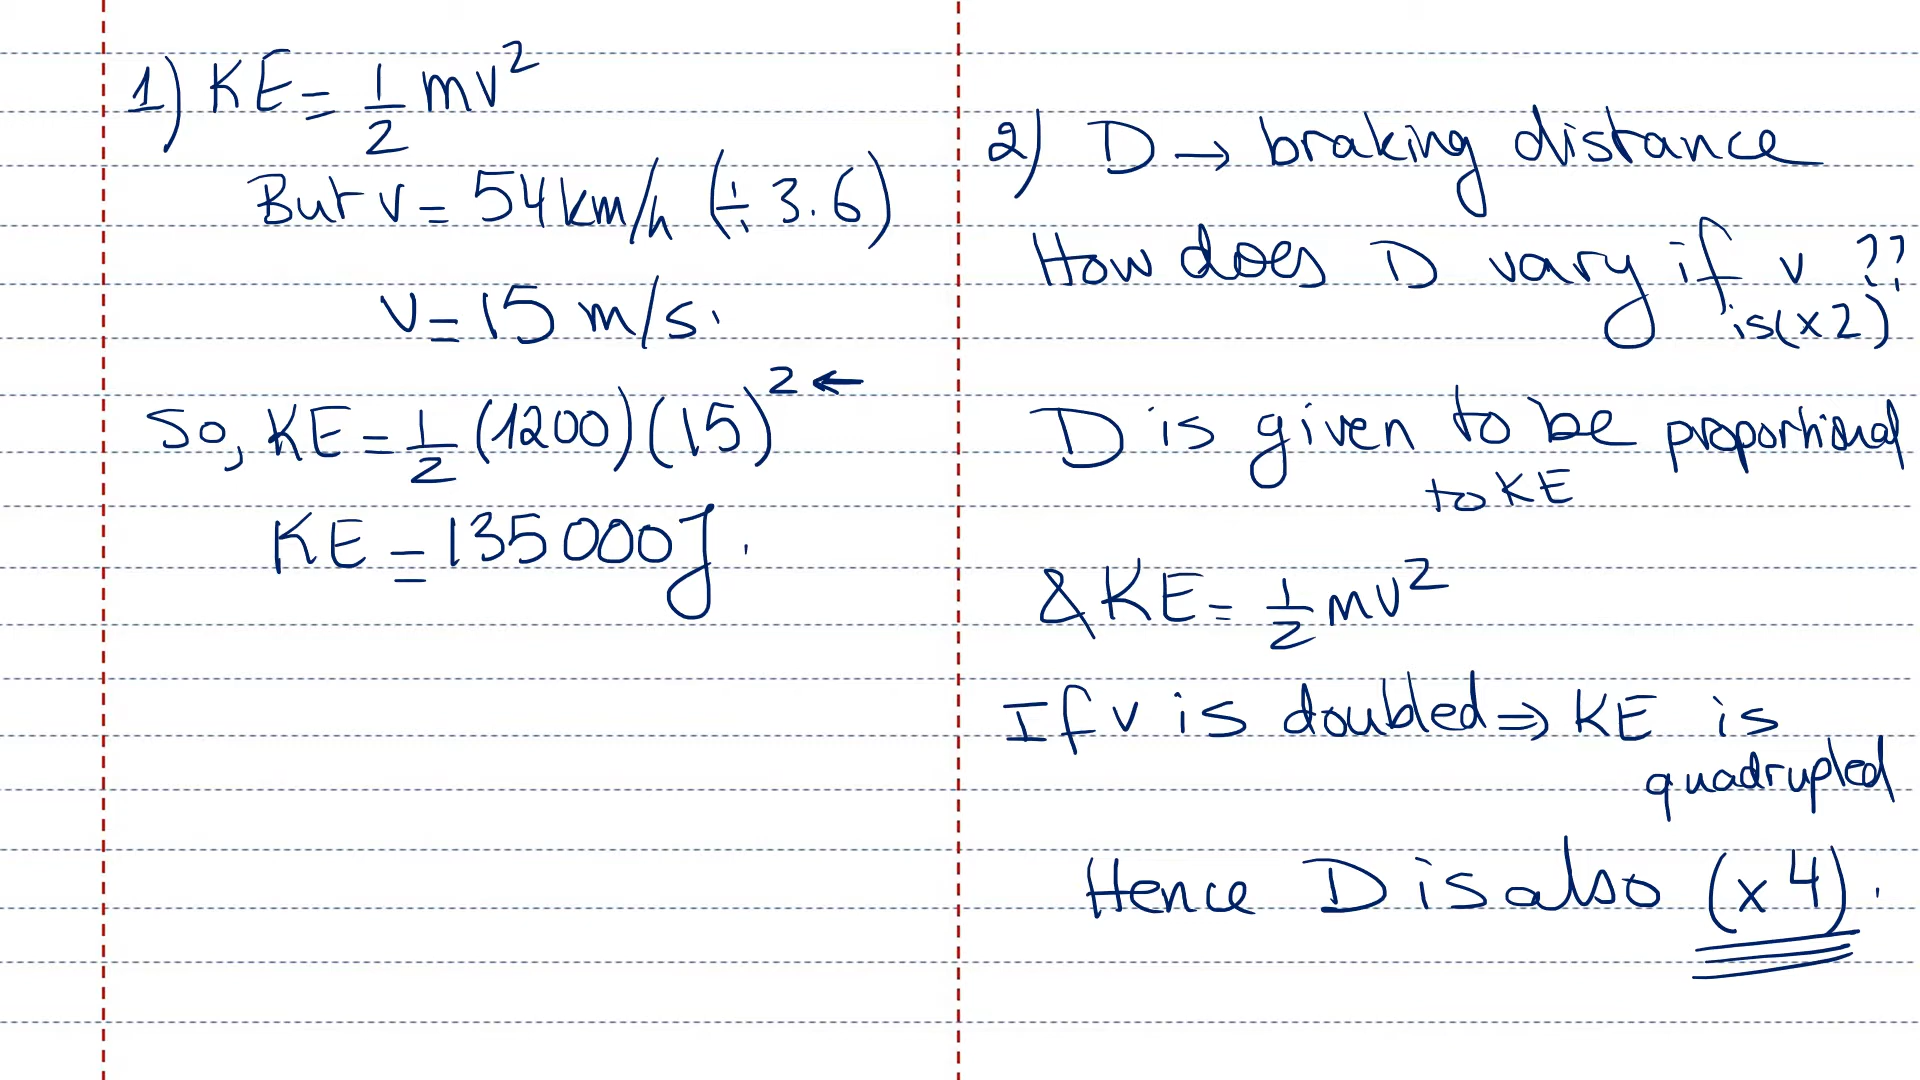 1) KE = 1/2 mv²
But v = 54 km/h (÷ 3.6)
v = 15 m/s.
So, KE = 1/2 (1200)(15)² ←
KE = 135 000 J.
2) D → braking distance
How does D vary if v ??
is (x2)
D is given to be proportional
to KE
& KE = 1/2 mv²
If v is doubled ⇒ KE is
quadrupled
Hence D is also (x 4).